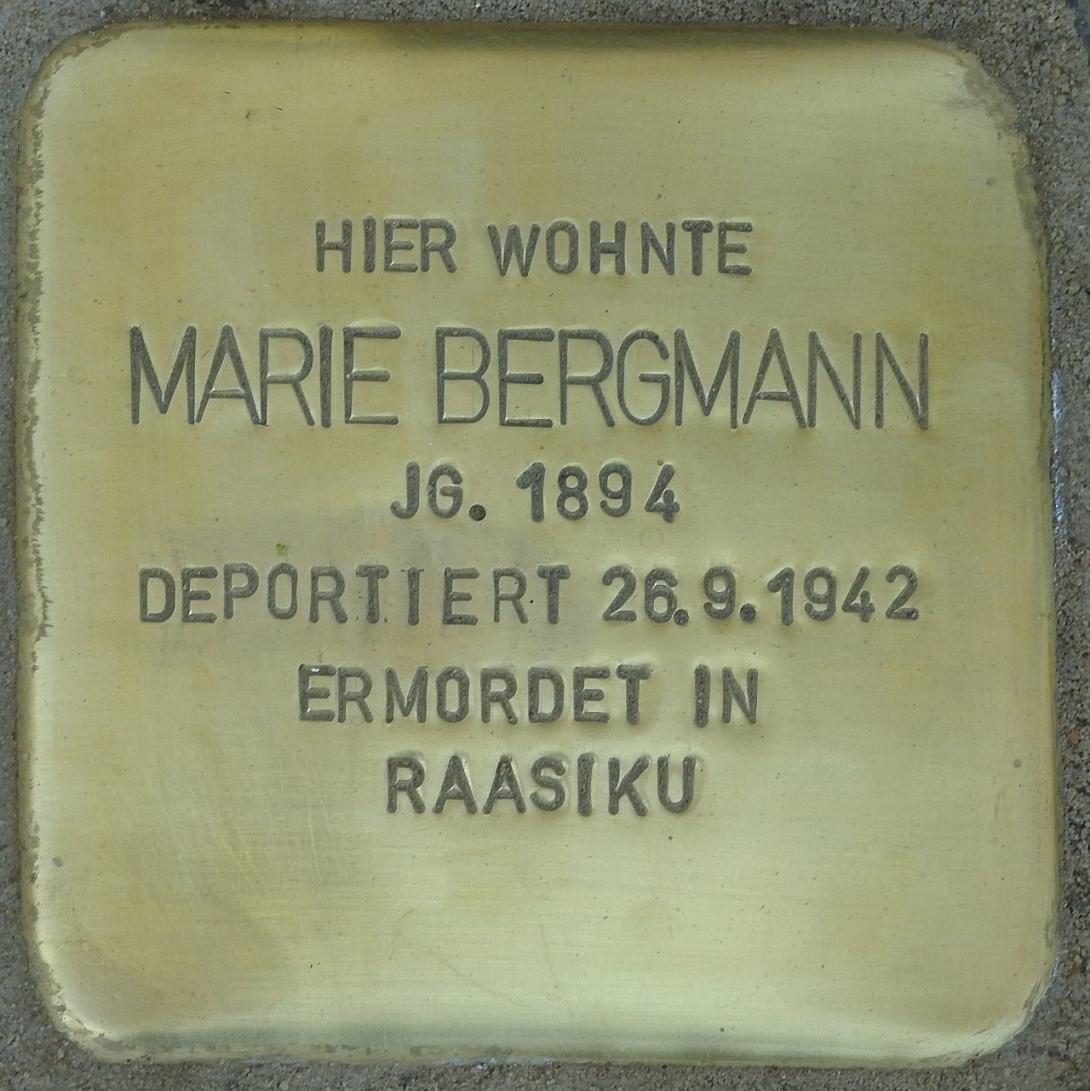 HIER WOHNTE
MARIE BERGMANN
JG. 1894
DEPORTIERT 26.9.1942
ERMORDET IN
RAASIKU